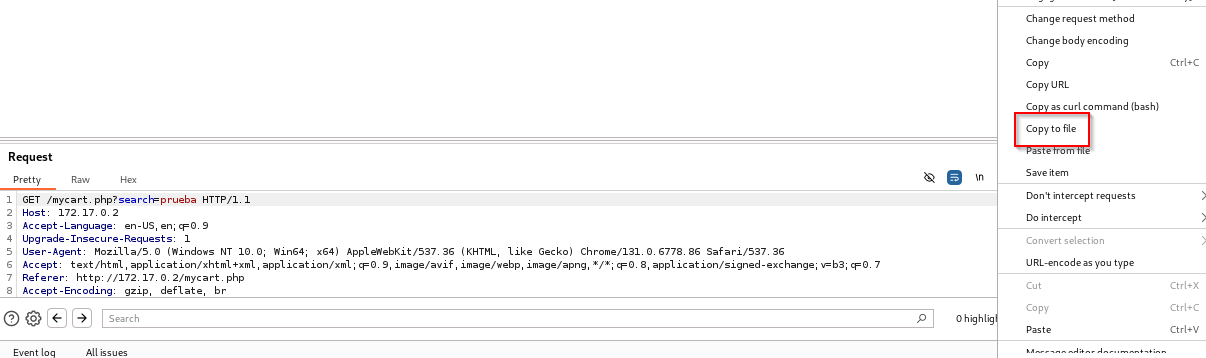 Change request method
Change body encoding
Copy Ctrl+C
Copy URL
Copy as curl command (bash)
Copy to file
Paste from file
Save item
Don't intercept requests
Do intercept
Convert selection
URL-encode as you type
Cut Ctrl+X
Copy Ctrl+C
Paste Ctrl+V
Message editor documentation
Request
Pretty Raw Hex
\n
1 GET /mycart.php?search=prueba HTTP/1.1
2 Host: 172.17.0.2
3 Accept-Language: en-US,en;q=0.9
4 Upgrade-Insecure-Requests: 1
5 User-Agent: Mozilla/5.0 (Windows NT 10.0; Win64; x64) AppleWebKit/537.36 (KHTML, like Gecko) Chrome/131.0.6778.86 Safari/537.36
6 Accept: text/html,application/xhtml+xml,application/xml;q=0.9,image/avif,image/webp,image/apng,*/*;q=0.8,application/signed-exchange;v=b3;q=0.7
7 Referer: http://172.17.0.2/mycart.php
8 Accept-Encoding: gzip, deflate, br
Search
0 highligh
Event log All issues